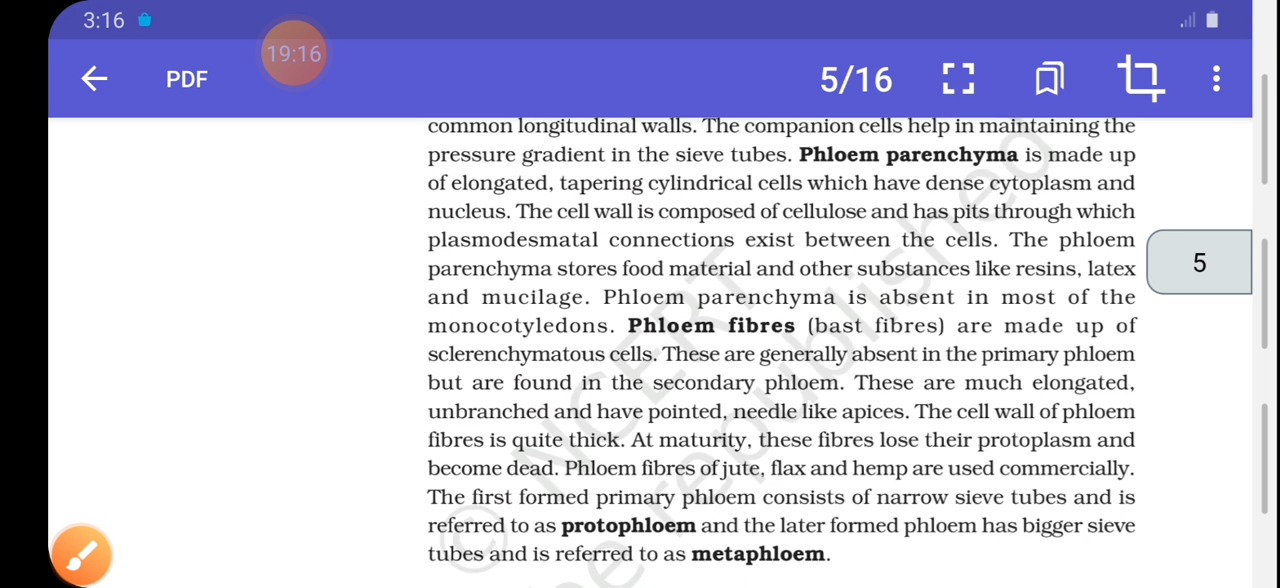 3:16
19:16
PDF
5/16
common longitudinal walls. The companion cells help in maintaining the
pressure gradient in the sieve tubes. Phloem parenchyma is made up
of elongated, tapering cylindrical cells which have dense cytoplasm and
nucleus. The cell wall is composed of cellulose and has pits through which
plasmodesmatal connections exist between the cells. The phloem
parenchyma stores food material and other substances like resins, latex
and mucilage. Phloem parenchyma is absent in most of the
monocotyledons. Phloem fibres (bast fibres) are made up of
sclerenchymatous cells. These are generally absent in the primary phloem
but are found in the secondary phloem. These are much elongated,
unbranched and have pointed, needle like apices. The cell wall of phloem
fibres is quite thick. At maturity, these fibres lose their protoplasm and
become dead. Phloem fibres of jute, flax and hemp are used commercially.
The first formed primary phloem consists of narrow sieve tubes and is
referred to as protophloem and the later formed phloem has bigger sieve
tubes and is referred to as metaphloem.
5
© NCERT
be republished